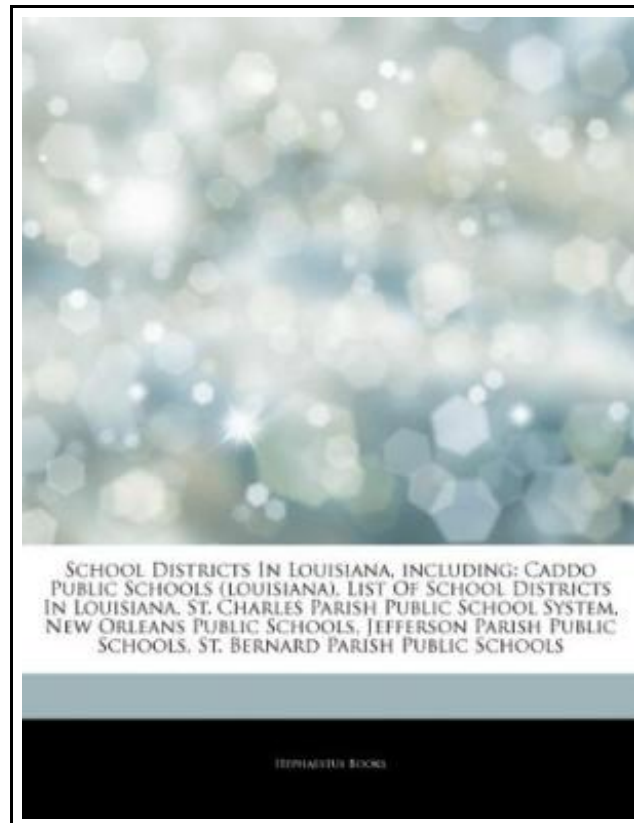 SCHOOL DISTRICTS IN LOUISIANA, INCLUDING: CADDO
PUBLIC SCHOOLS (LOUISIANA), LIST OF SCHOOL DISTRICTS
IN LOUISIANA, ST. CHARLES PARISH PUBLIC SCHOOL SYSTEM,
NEW ORLEANS PUBLIC SCHOOLS, JEFFERSON PARISH PUBLIC
SCHOOLS, ST. BERNARD PARISH PUBLIC SCHOOLS
HEPHAESTUS BOOKS